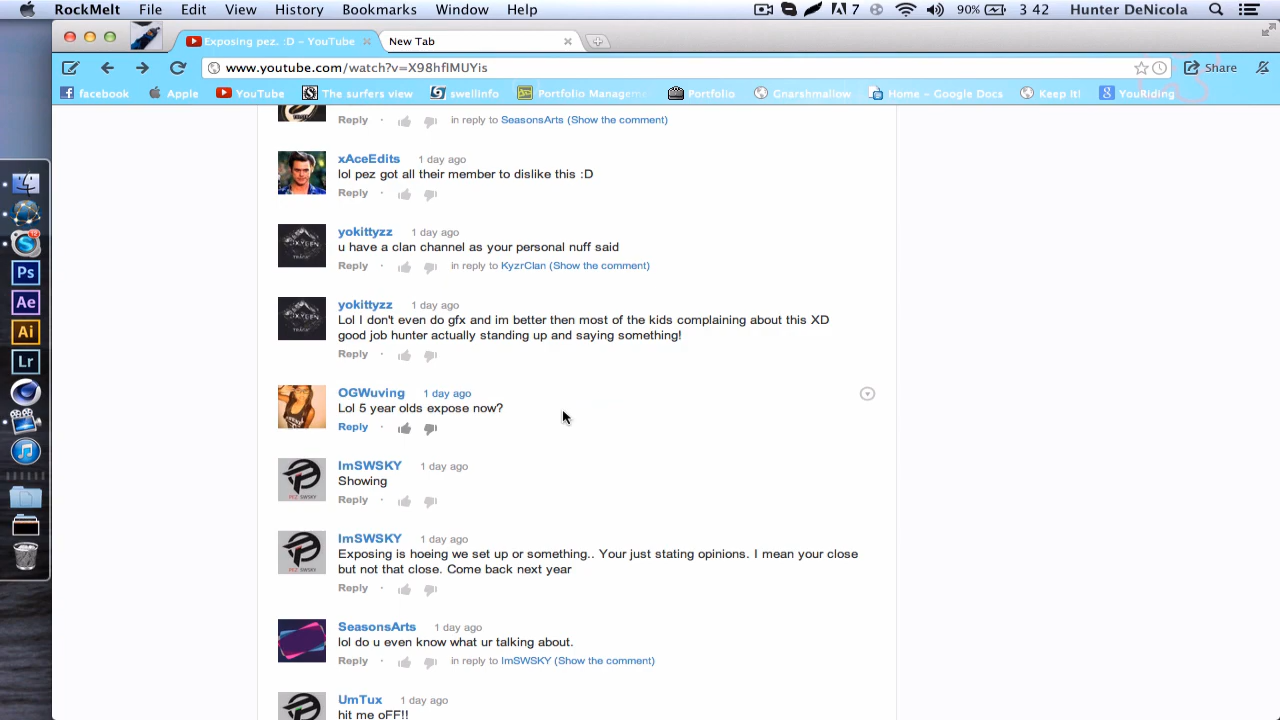 RockMelt File Edit View History Bookmarks Window Help 7 90% 3 42 Hunter DeNicola
Exposing pez. :D – YouTube New Tab
www.youtube.com/watch?v=X98hflMUYis Share
facebook Apple YouTube The surfers view swellinfo Portfolio Manageme Portfolio Gnarshmallow Home – Google Docs Keep It! YouRiding
Reply · in reply to SeasonsArts (Show the comment)
xAceEdits 1 day ago
lol pez got all their member to dislike this :D
Reply ·
yokittyzz 1 day ago
u have a clan channel as your personal nuff said
Reply · in reply to KyzrClan (Show the comment)
yokittyzz 1 day ago
Lol I don't even do gfx and im better then most of the kids complaining about this XD
good job hunter actually standing up and saying something!
Reply ·
OGWuving 1 day ago
Lol 5 year olds expose now?
Reply ·
ImSWSKY 1 day ago
Showing
Reply ·
ImSWSKY 1 day ago
Exposing is hoeing we set up or something.. Your just stating opinions. I mean your close
but not that close. Come back next year
Reply ·
SeasonsArts 1 day ago
lol do u even know what ur talking about.
Reply · in reply to ImSWSKY (Show the comment)
UmTux 1 day ago
hit me oFF!!
Ps
Ae
Ai
Lr